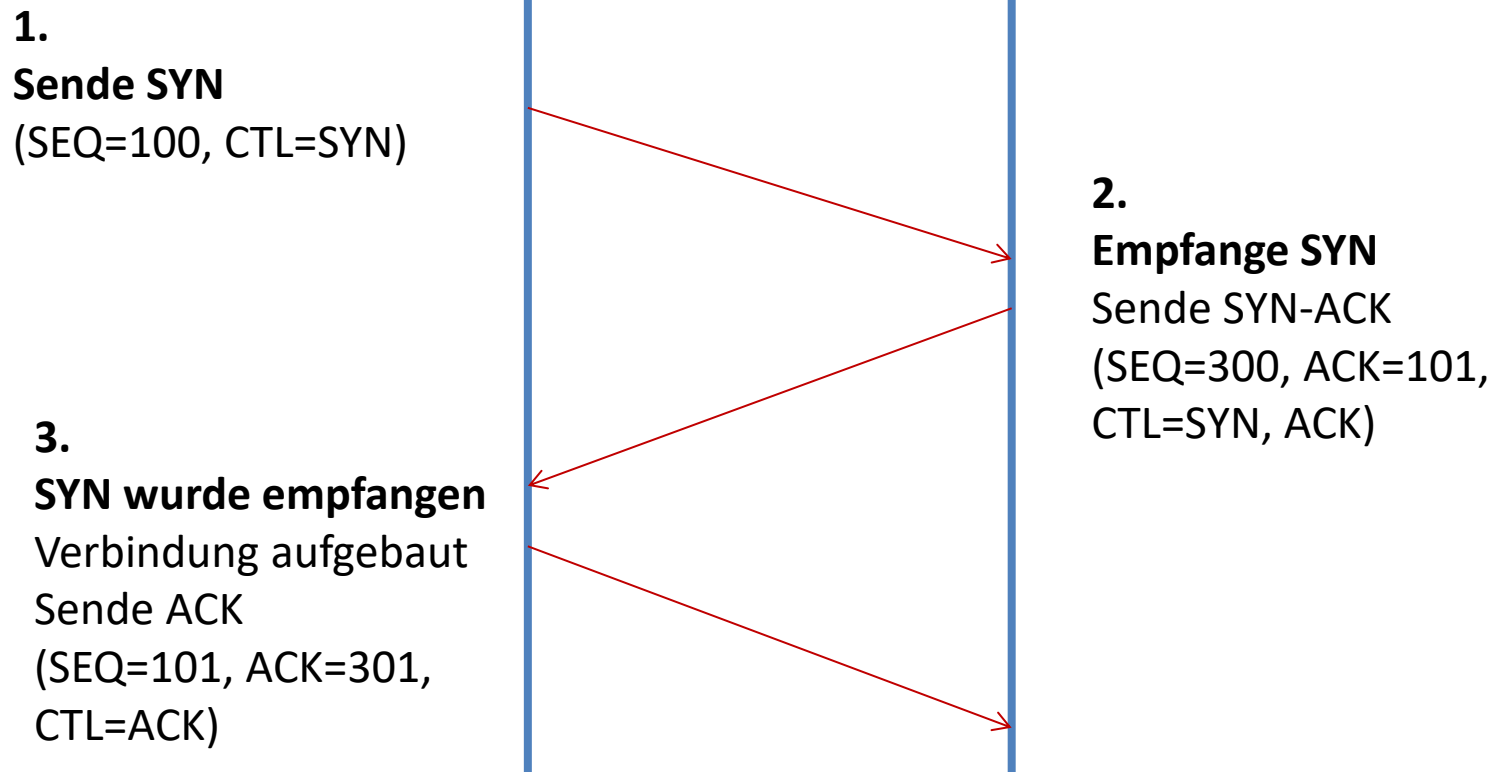 1.
Sende SYN
(SEQ=100, CTL=SYN)
2.
Empfange SYN
Sende SYN-ACK
(SEQ=300, ACK=101,
CTL=SYN, ACK)
3.
SYN wurde empfangen
Verbindung aufgebaut
Sende ACK
(SEQ=101, ACK=301,
CTL=ACK)